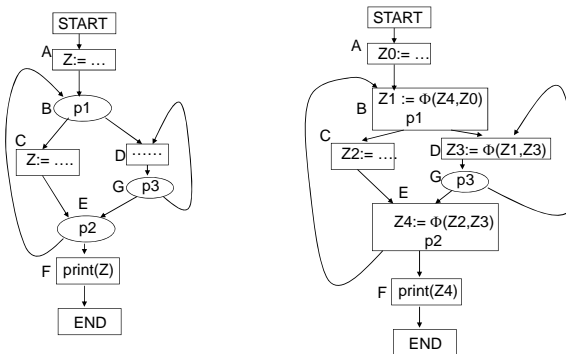 START
A
Z:= ...
B
p1
C
Z:= ....
D
......
G
p3
E
p2
F
print(Z)
END
START
A
Z0:= ...
B
Z1 := Φ(Z4,Z0)
p1
C
Z2:= ....
D
Z3:= Φ(Z1,Z3)
G
p3
E
Z4:= Φ(Z2,Z3)
p2
F
print(Z4)
END